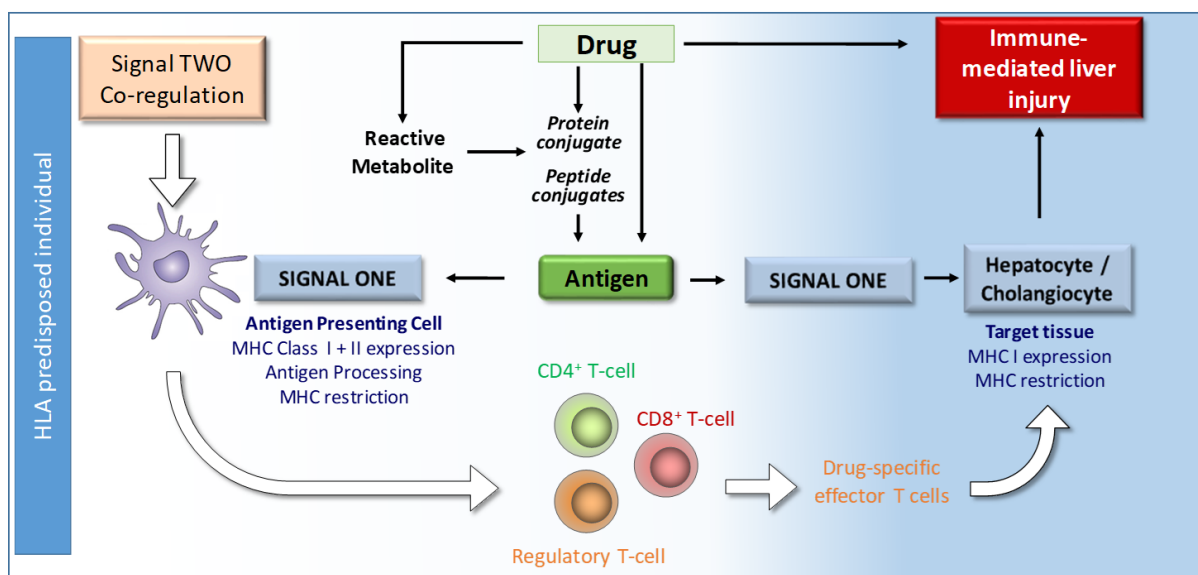 HLA predisposed individual
Signal TWO
Co-regulation
Drug
Immune-
mediated liver
injury
Reactive
Metabolite
Protein
conjugate
Peptide
conjugates
SIGNAL ONE
Antigen
SIGNAL ONE
Hepatocyte /
Cholangiocyte
Antigen Presenting Cell
MHC Class I + II expression
Antigen Processing
MHC restriction
Target tissue
MHC I expression
MHC restriction
CD4⁺ T-cell
CD8⁺ T-cell
Regulatory T-cell
Drug-specific
effector T cells